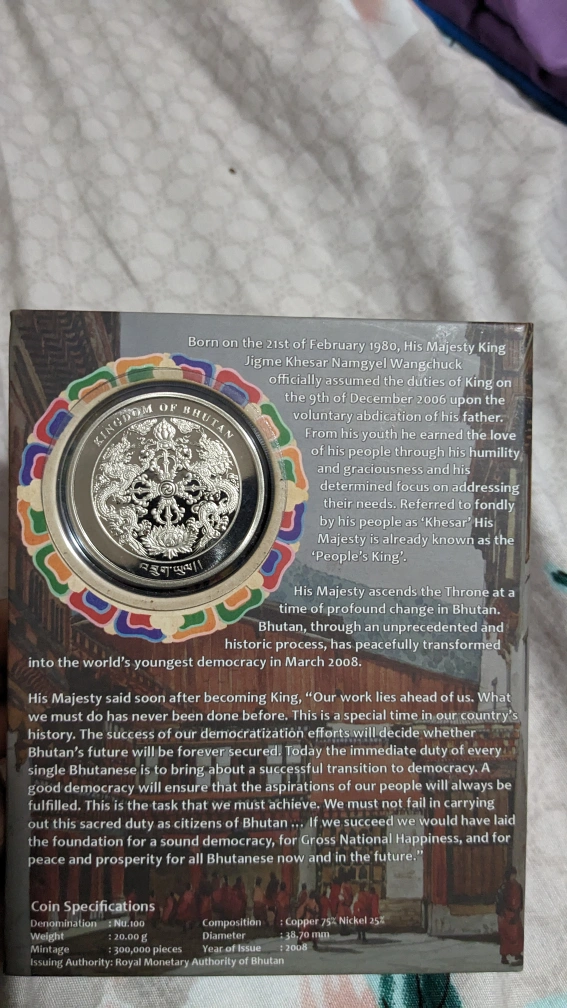 Born on the 21st of February 1980, His Majesty King
Jigme Khesar Namgyel Wangchuck
officially assumed the duties of King on
the 9th of December 2006 upon the
voluntary abdication of his father.
From his youth he earned the love
of his people through his humility
and graciousness and his
determined focus on addressing
their needs. Referred to fondly
by his people as 'Khesar' His
Majesty is already known as the
'People's King'.
KINGDOM OF BHUTAN
འབྲུག་ཡུལ།།
His Majesty ascends the Throne at a
time of profound change in Bhutan.
Bhutan, through an unprecedented and
historic process, has peacefully transformed
into the world's youngest democracy in March 2008.
His Majesty said soon after becoming King, "Our work lies ahead of us. What
we must do has never been done before. This is a special time in our country's
history. The success of our democratization efforts will decide whether
Bhutan's future will be forever secured. Today the immediate duty of every
single Bhutanese is to bring about a successful transition to democracy. A
good democracy will ensure that the aspirations of our people will always be
fulfilled. This is the task that we must achieve. We must not fail in carrying
out this sacred duty as citizens of Bhutan ... If we succeed we would have laid
the foundation for a sound democracy, for Gross National Happiness, and for
peace and prosperity for all Bhutanese now and in the future."
Coin Specifications
Denomination : Nu.100 Composition : Copper 75% Nickel 25%
Weight : 20.00 g Diameter : 38.70 mm
Mintage : 300,000 pieces Year of Issue : 2008
Issuing Authority: Royal Monetary Authority of Bhutan